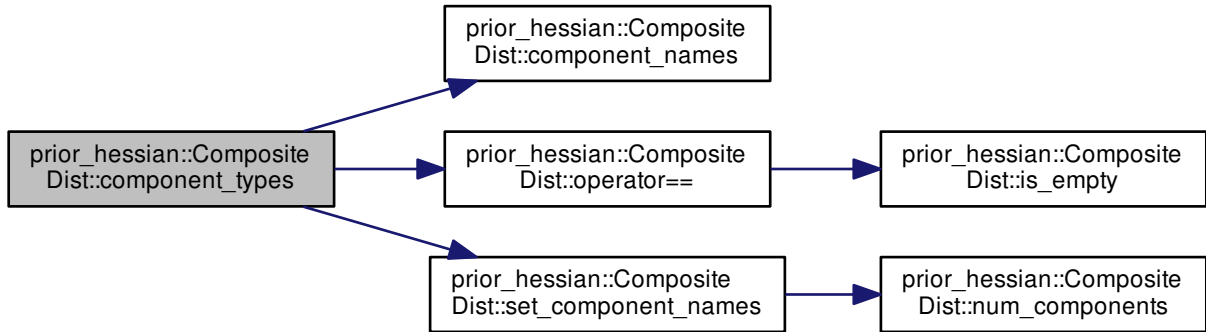 prior_hessian::Composite
Dist::component_names
prior_hessian::Composite
Dist::component_types
prior_hessian::Composite
Dist::operator==
prior_hessian::Composite
Dist::is_empty
prior_hessian::Composite
Dist::set_component_names
prior_hessian::Composite
Dist::num_components